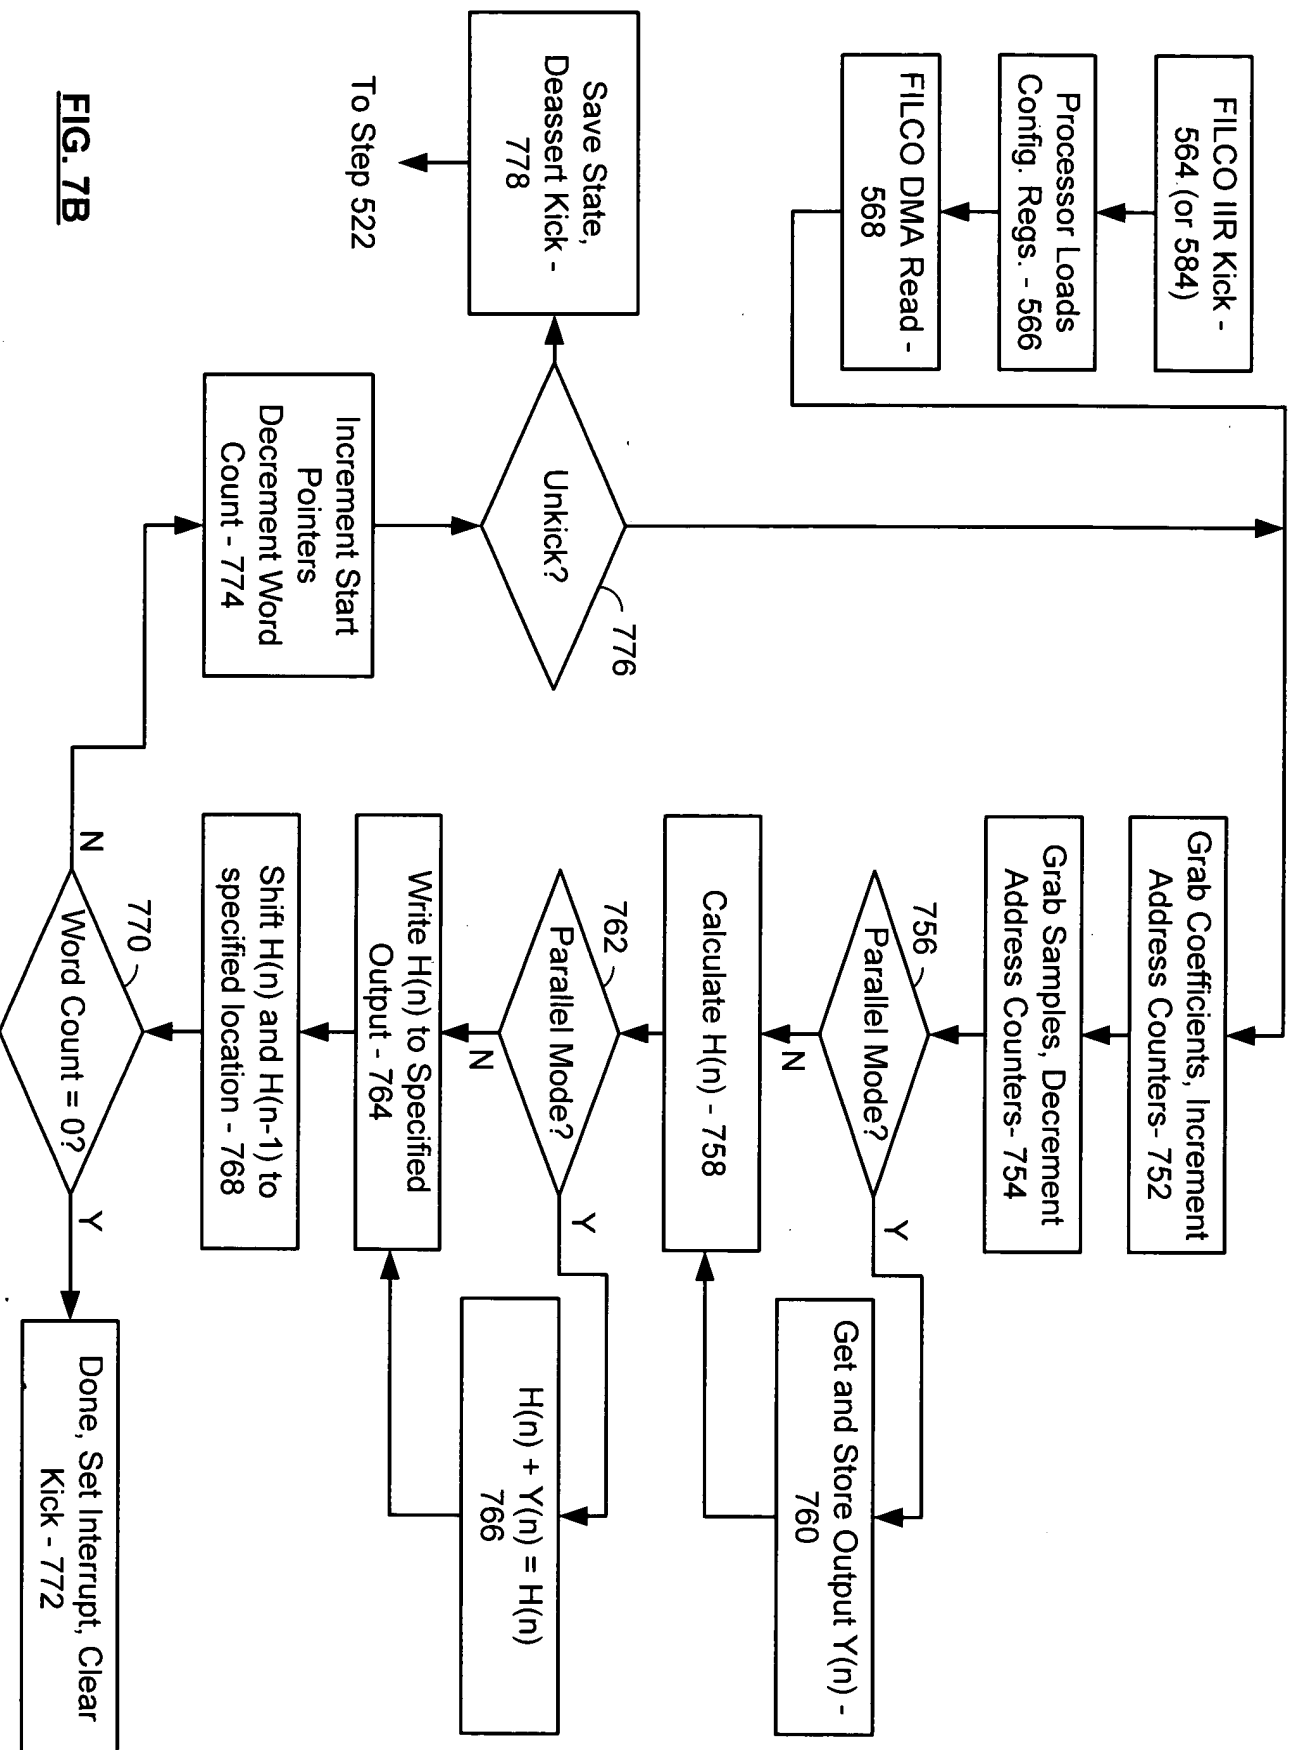 FILCO IIR Kick -
564 (or 584)
Processor Loads
Config. Regs. - 566
FILCO DMA Read -
568
Grab Coefficients, Increment
Address Counters- 752
Grab Samples, Decrement
Address Counters- 754
756
Parallel Mode?
Y
N
Get and Store Output Y(n) -
760
Calculate H(n) - 758
762
Parallel Mode?
Y
N
H(n) + Y(n) = H(n)
766
Write H(n) to Specified
Output - 764
Shift H(n) and H(n-1) to
specified location - 768
770
Word Count = 0?
N
Y
Done, Set Interrupt, Clear
Kick - 772
Increment Start
Pointers
Decrement Word
Count - 774
776
Unkick?
Save State,
Deassert Kick -
778
To Step 522
FIG. 7B